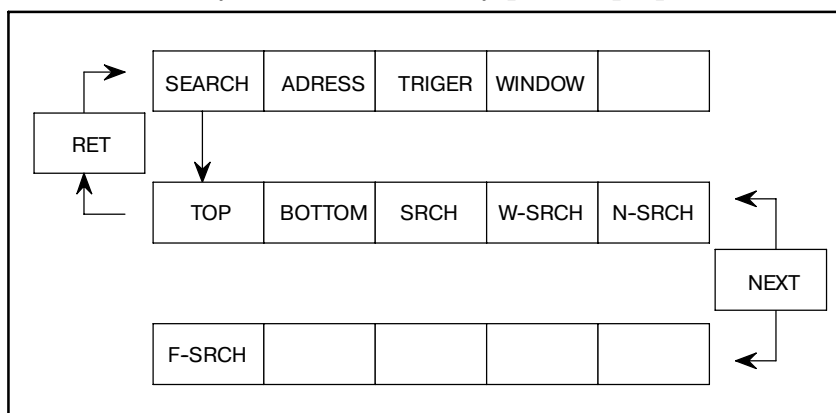 SEARCH ADRESS TRIGER WINDOW
RET
TOP BOTTOM SRCH W-SRCH N-SRCH
NEXT
F-SRCH